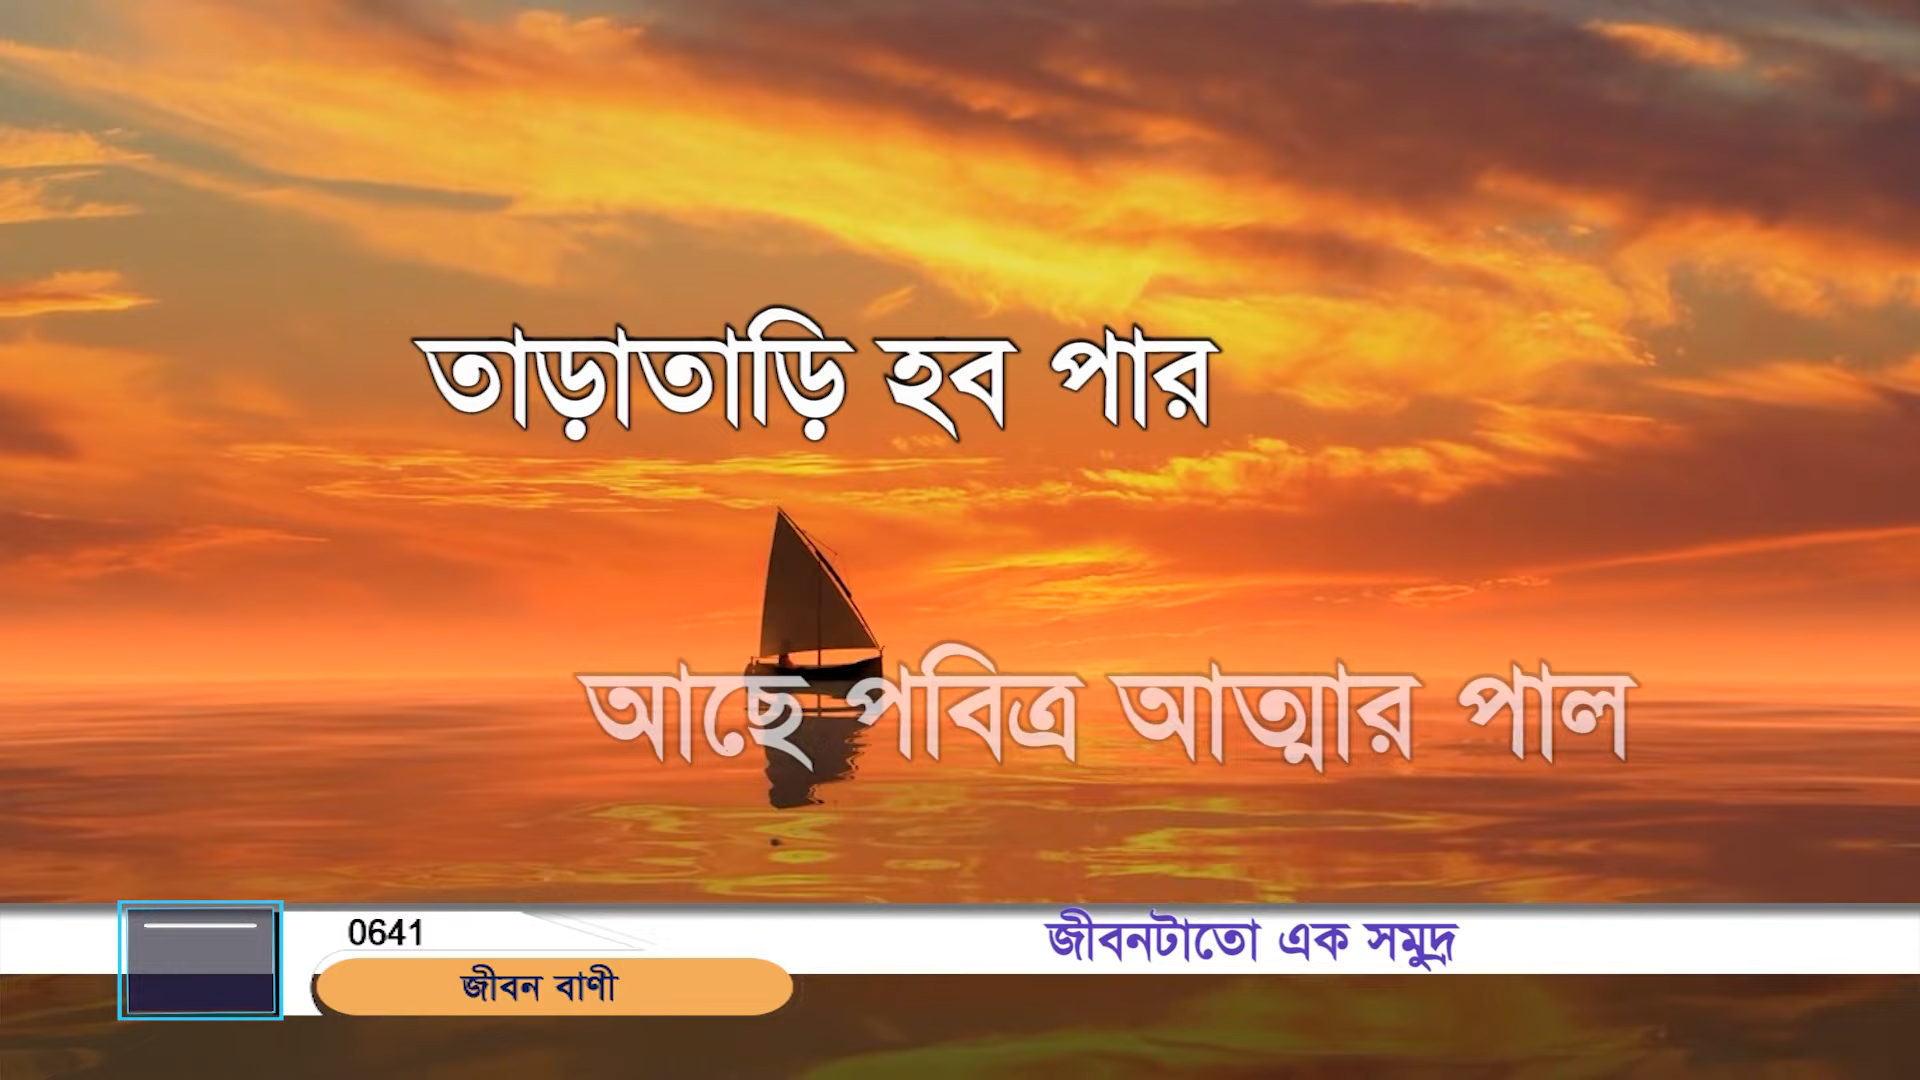 তাড়াতাড়ি হব পার
আছে পবিত্র আত্মার পাল
0641
জীবনটাতো এক সমুদ্র
জীবন বাণী